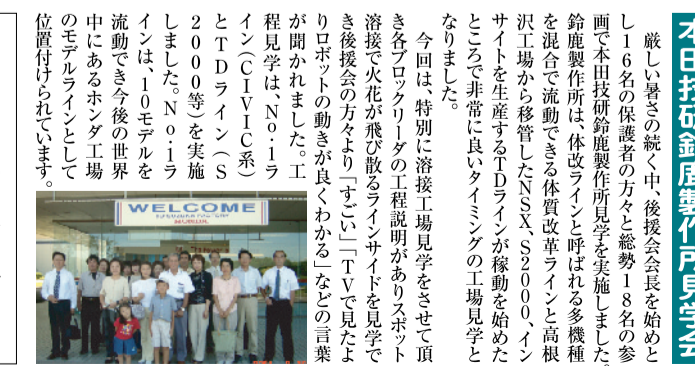 本田技研鈴鹿製作所見学会
厳しい暑さの続く中、後援会会長を始めと
し16名の保護者の方々と総勢18名の参
画で本田技研鈴鹿製作所見学を実施しました。
鈴鹿製作所は、体改ラインと呼ばれる多機種
を混合で流動できる体質改革ラインと高根
沢工場から移管したNSX、S2000、イン
サイトを生産するTDラインが稼動を始めた
ところで非常に良いタイミングの工場見学と
なりました。
今回は、特別に溶接工場見学をさせて頂
き各ブロックリーダの工程説明がありスポット
溶接で火花が飛び散るラインサイドを見学で
き後援会の方々より「すごい」「TVで見たよ
りロボットの動きが良くわかる」などの言葉
が聞かれました。工
程見学は、No.1ラ
イン(CIVIC系)
とTDライン(S
2000等)を実施
しました。No.1ラ
インは、10モデルを
流動でき今後の世界
中にあるホンダ工場
のモデルラインとして
位置付けられています。
WELCOME
SUZUKA FACTORY
HONDA